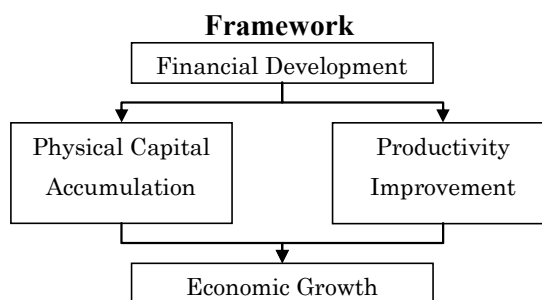 Framework
Financial Development
Physical Capital
Accumulation
Productivity
Improvement
Economic Growth